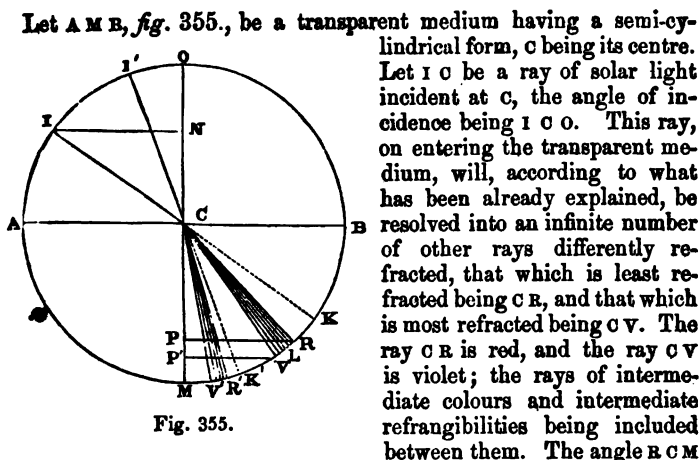 Let A M B, fig. 355., be a transparent medium having a semi-cy-
lindrical form, C being its centre.
Let I C be a ray of solar light
incident at C, the angle of in-
cidence being I C O. This ray,
on entering the transparent me-
dium, will, according to what
has been already explained, be
resolved into an infinite number
of other rays differently re-
fracted, that which is least re-
fracted being C R, and that which
is most refracted being C V. The
ray C R is red, and the ray C V
is violet; the rays of interme-
diate colours and intermediate
refrangibilities being included
between them. The angle R C M
I'
O
I
N
A
C
B
K
P
R
P'
L
V
M
V'
R'
K'
Fig. 355.